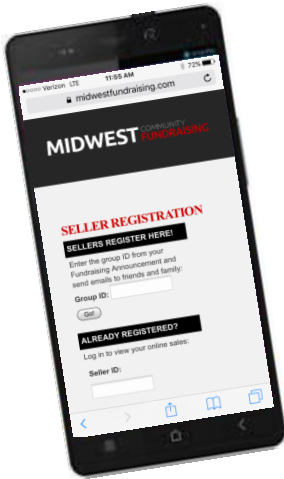 Verizon LTE 11:55 AM 72%
midwestfundraising.com
MIDWEST COMMUNITY
FUNDRAISING
SELLER REGISTRATION
SELLERS REGISTER HERE!
Enter the group ID from your
Fundraising Announcement and
send emails to friends and family:
Group ID:
Go!
ALREADY REGISTERED?
Log in to view your online sales:
Seller ID: